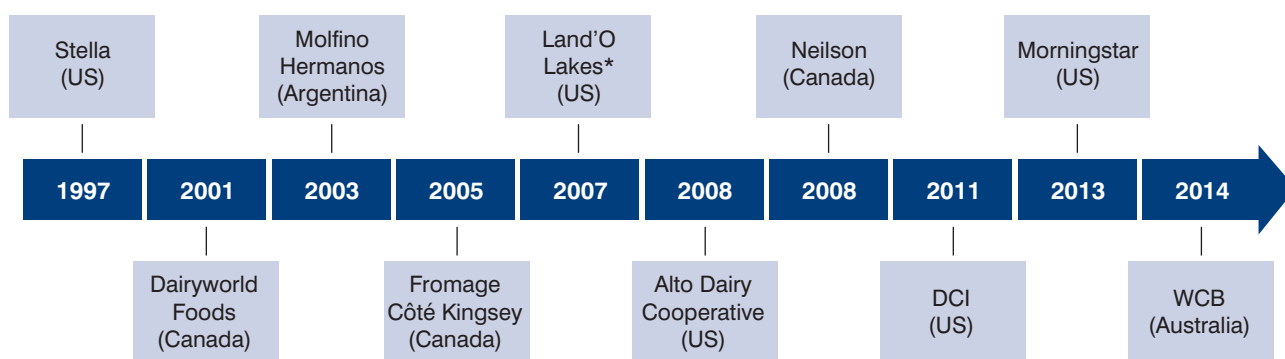 Stella
(US)
Molfino
Hermanos
(Argentina)
Land’O
Lakes*
(US)
Neilson
(Canada)
Morningstar
(US)
1997
2001
2003
2005
2007
2008
2008
2011
2013
2014
Dairyworld
Foods
(Canada)
Fromage
Côté Kingsey
(Canada)
Alto Dairy
Cooperative
(US)
DCI
(US)
WCB
(Australia)